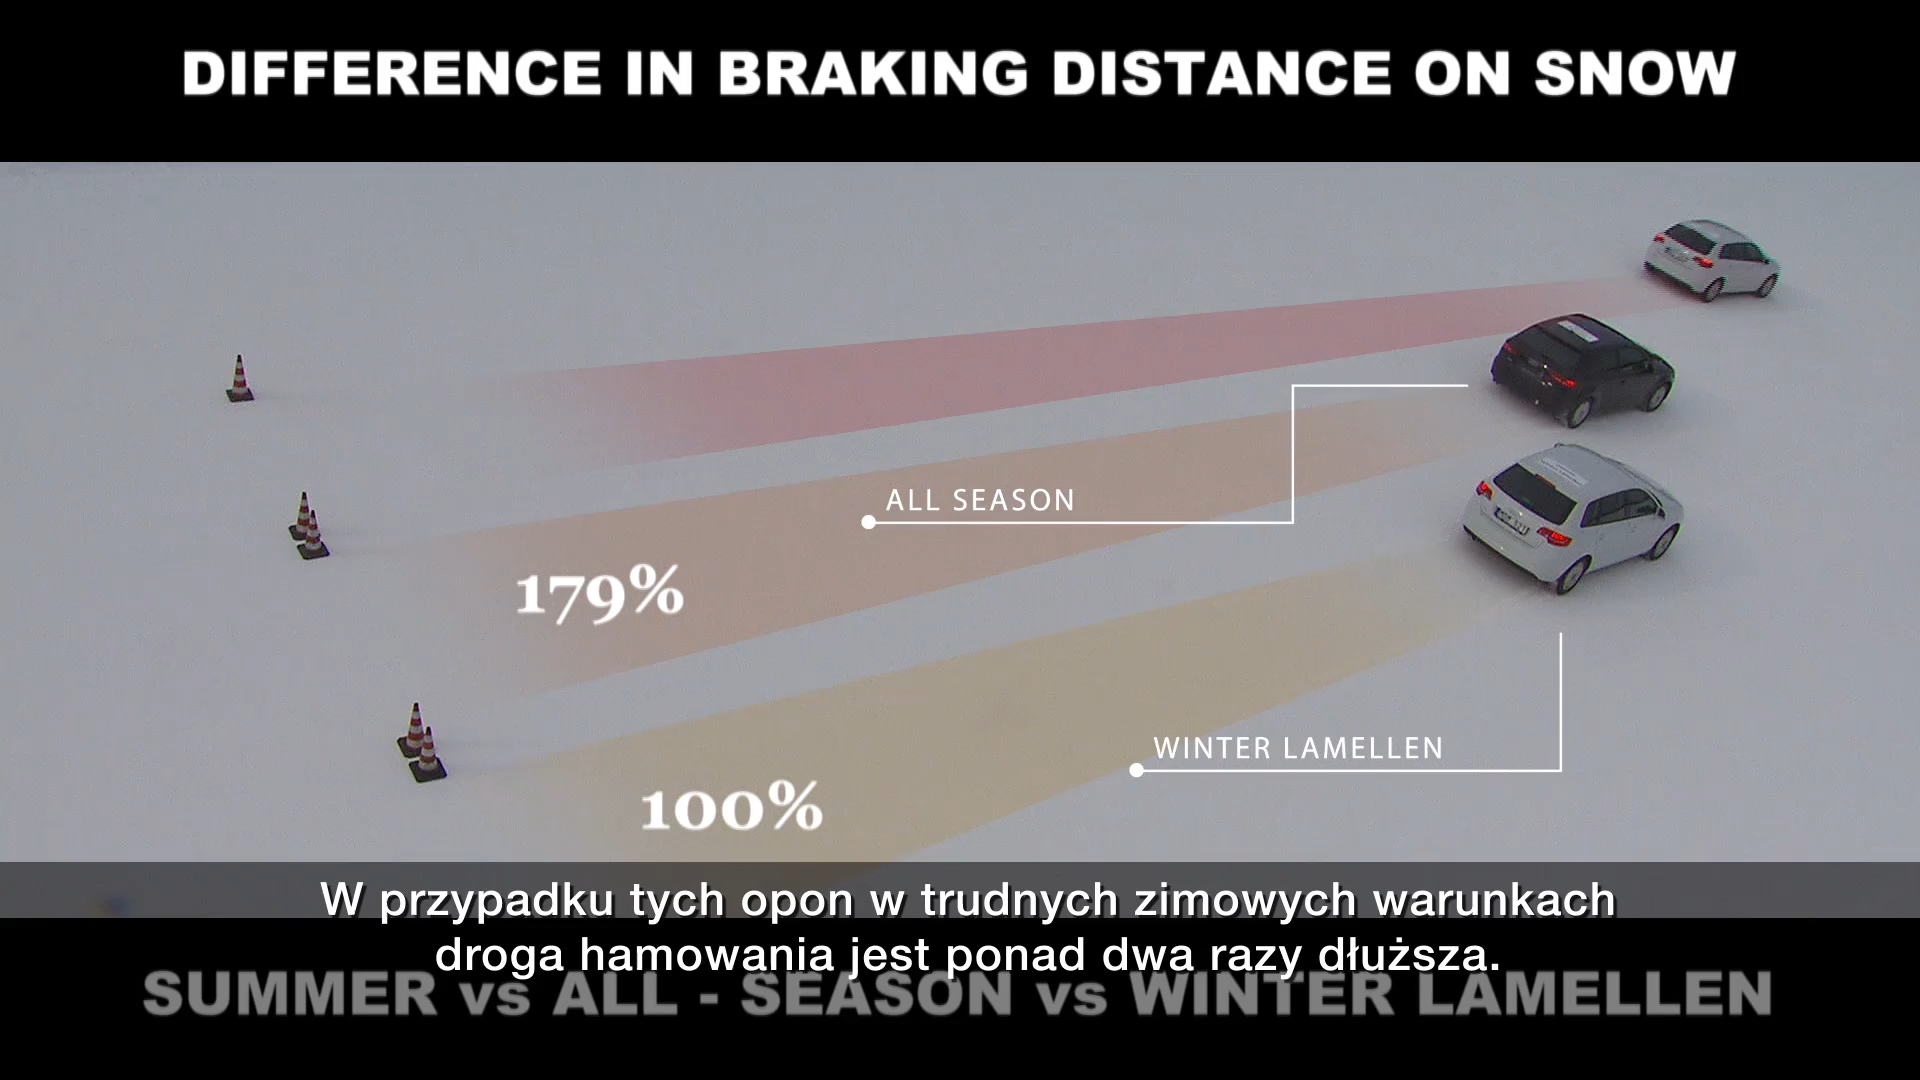 DIFFERENCE IN BRAKING DISTANCE ON SNOW
ALL SEASON
179%
WINTER LAMELLEN
100%
W przypadku tych opon w trudnych zimowych warunkach
droga hamowania jest ponad dwa razy dłuższa.
SUMMER vs ALL - SEASON vs WINTER LAMELLEN